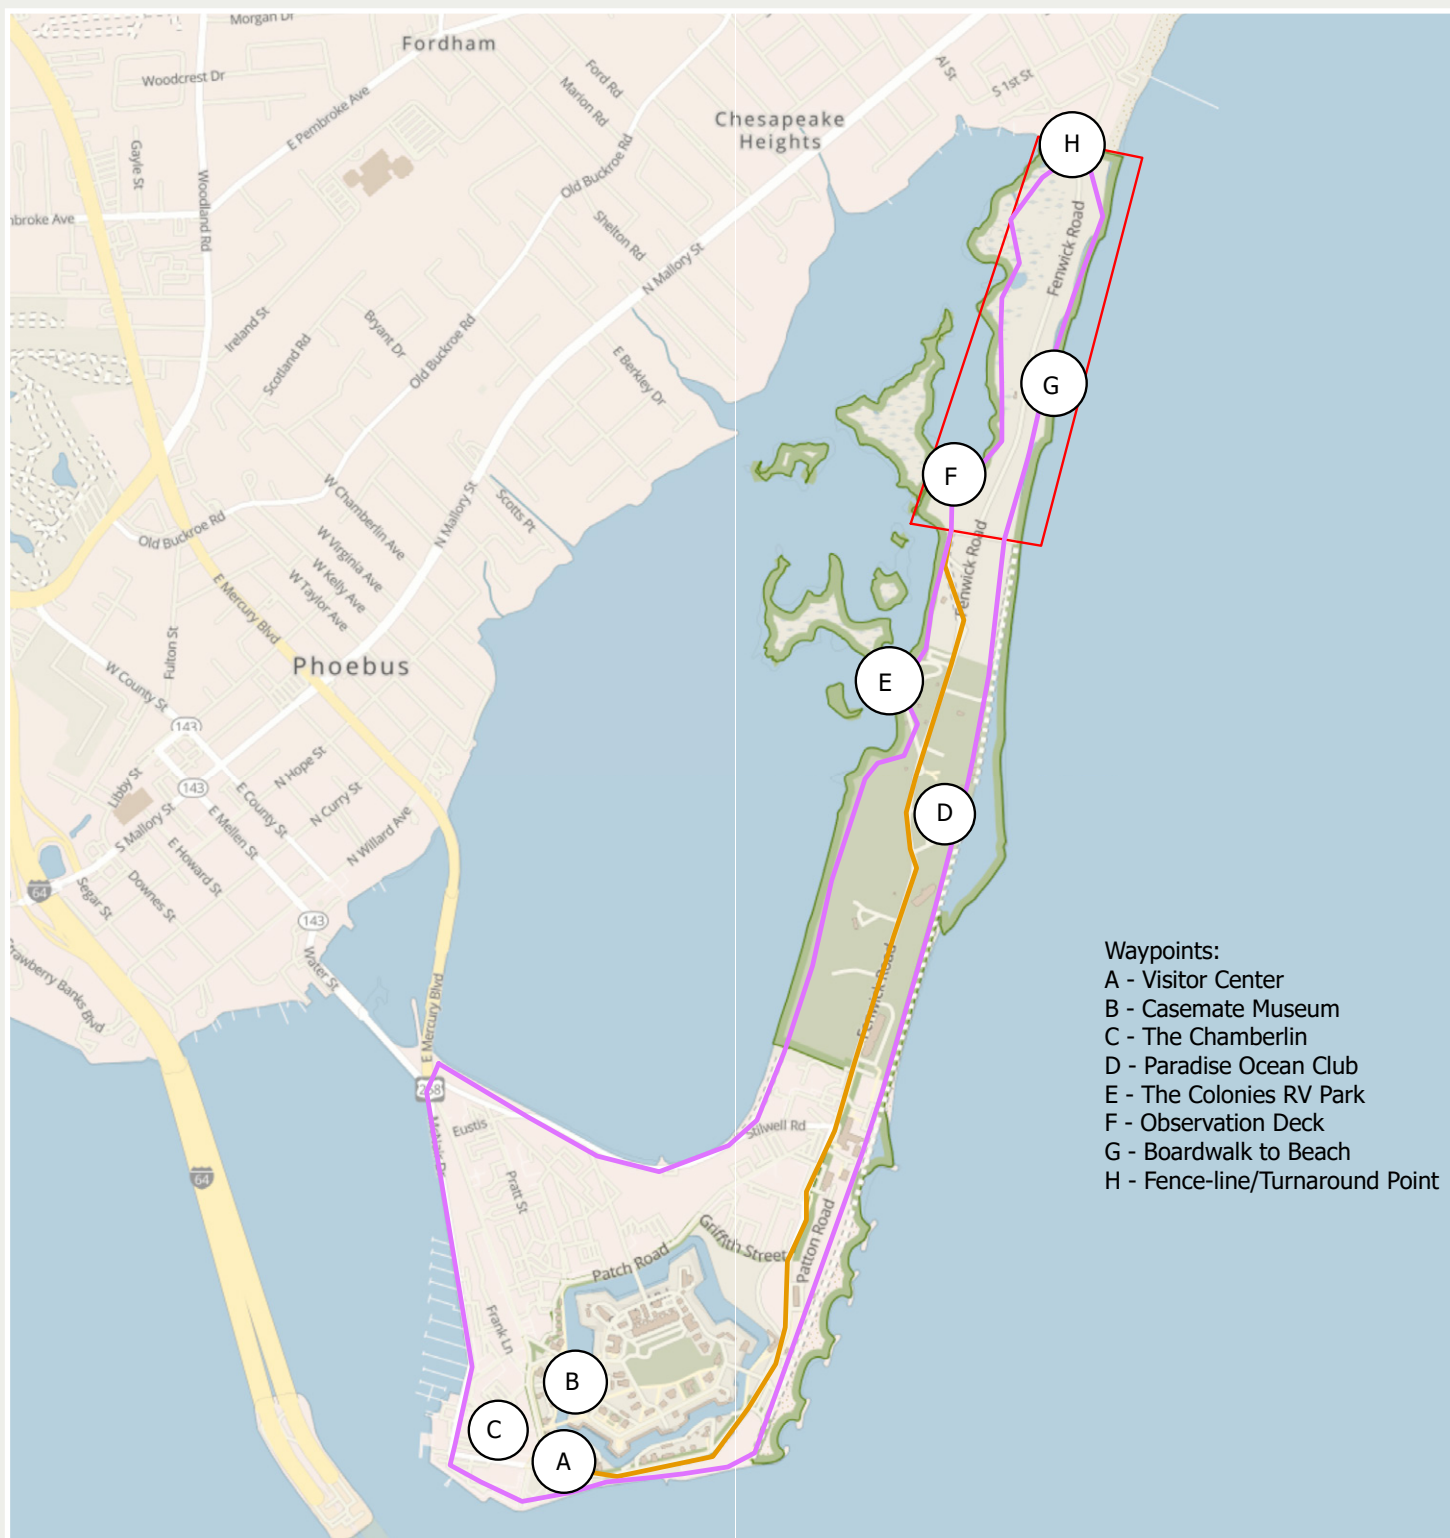 Morgan Dr
Fordham
Woodcrest Dr
Ford Rd
Marion Rd
Al St
S 1st St
E Pembroke Ave
Chesapeake
Heights
Gayle St
Old Buckroe Rd
Woodland Rd
Shelton Rd
Fenwick Road
N Mallory St
H
Ireland St
Bryant Dr
Scotland Rd
Old Buckroe Rd
E Berkley Dr
G
F
W Chamberlin Ave
N Mallory St
Scotts Pt
Old Buckroe Rd
W Virginia Ave
W Kelly Ave
W Taylor Ave
E Mercury Blvd
Fenwick Road
Fulton St
Phoebus
W County St
E
143
N Hope St
Libby St
143
E County St
N Curry St
D
S Mallory St
E Mellen St
N Willard Ave
E Howard St
64
Segar St
Downes St
143
Water St
Strawberry Banks Blvd
E Mercury Blvd
Fenwick Road
Waypoints:
A - Visitor Center
B - Casemate Museum
C - The Chamberlin
D - Paradise Ocean Club
E - The Colonies RV Park
F - Observation Deck
G - Boardwalk to Beach
H - Fence-line/Turnaround Point
Eustis
Stilwell Rd
64
Pratt St
Griffith Street
Patch Road
Patton Road
Frank Ln
B
C
A